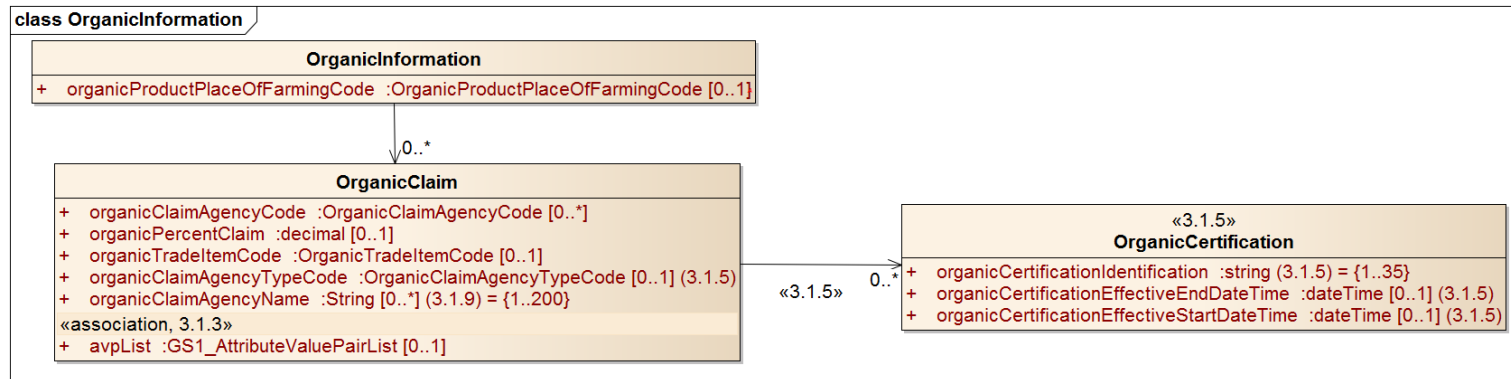 class OrganicInformation
OrganicInformation
+ organicProductPlaceOfFarmingCode :OrganicProductPlaceOfFarmingCode [0..1]
0..*
OrganicClaim
+ organicClaimAgencyCode :OrganicClaimAgencyCode [0..*]
+ organicPercentClaim :decimal [0..1]
+ organicTradeItemCode :OrganicTradeItemCode [0..1]
+ organicClaimAgencyTypeCode :OrganicClaimAgencyTypeCode [0..1] (3.1.5)
+ organicClaimAgencyName :String [0..*] (3.1.9) = {1..200}
«association, 3.1.3»
+ avpList :GS1_AttributeValuePairList [0..1]
«3.1.5»
0..*
«3.1.5»
OrganicCertification
+ organicCertificationIdentification :string (3.1.5) = {1..35}
+ organicCertificationEffectiveEndDateTime :dateTime [0..1] (3.1.5)
+ organicCertificationEffectiveStartDateTime :dateTime [0..1] (3.1.5)